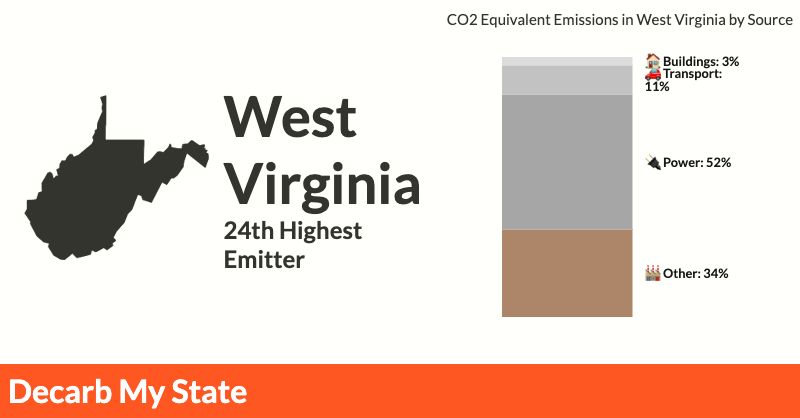 CO2 Equivalent Emissions in West Virginia by Source
West
Virginia
24th Highest
Emitter
Buildings: 3%
Transport:
11%
Power: 52%
Other: 34%
Decarb My State